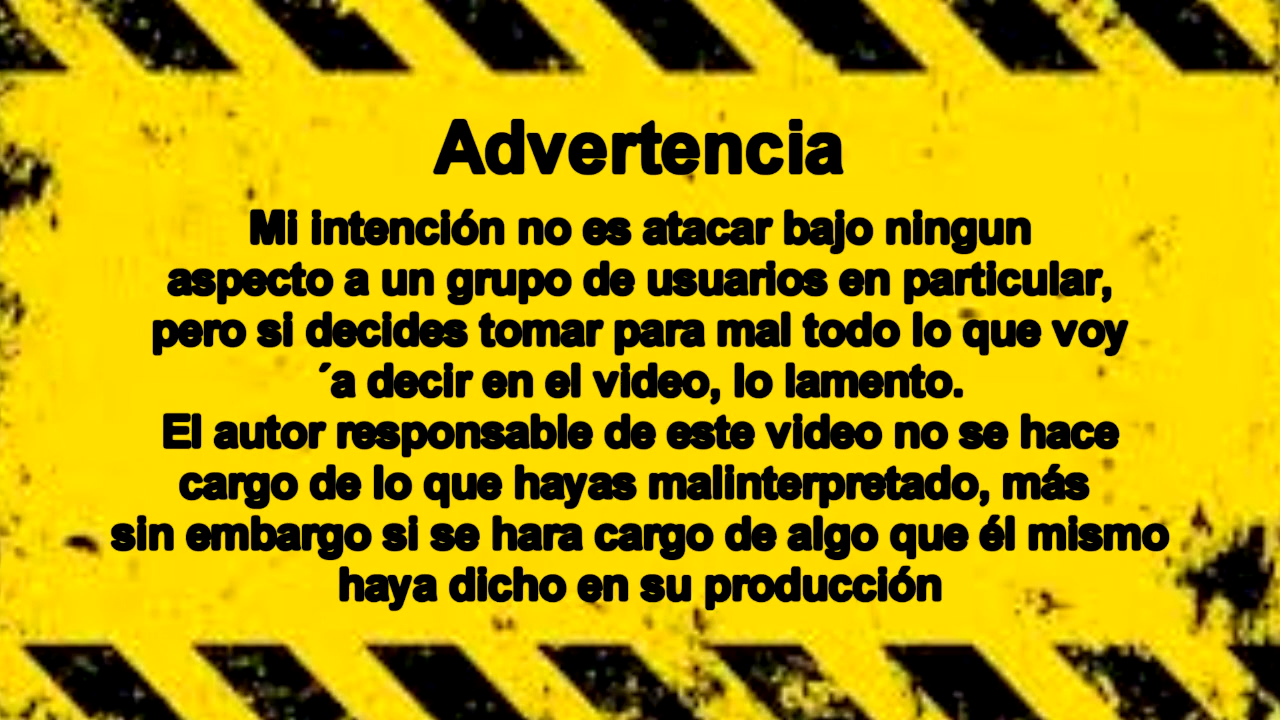 Advertencia
Mi intención no es atacar bajo ningun
aspecto a un grupo de usuarios en particular,
pero si decides tomar para mal todo lo que voy
´a decir en el video, lo lamento.
El autor responsable de este video no se hace
cargo de lo que hayas malinterpretado, más
sin embargo si se hara cargo de algo que él mismo
haya dicho en su producción